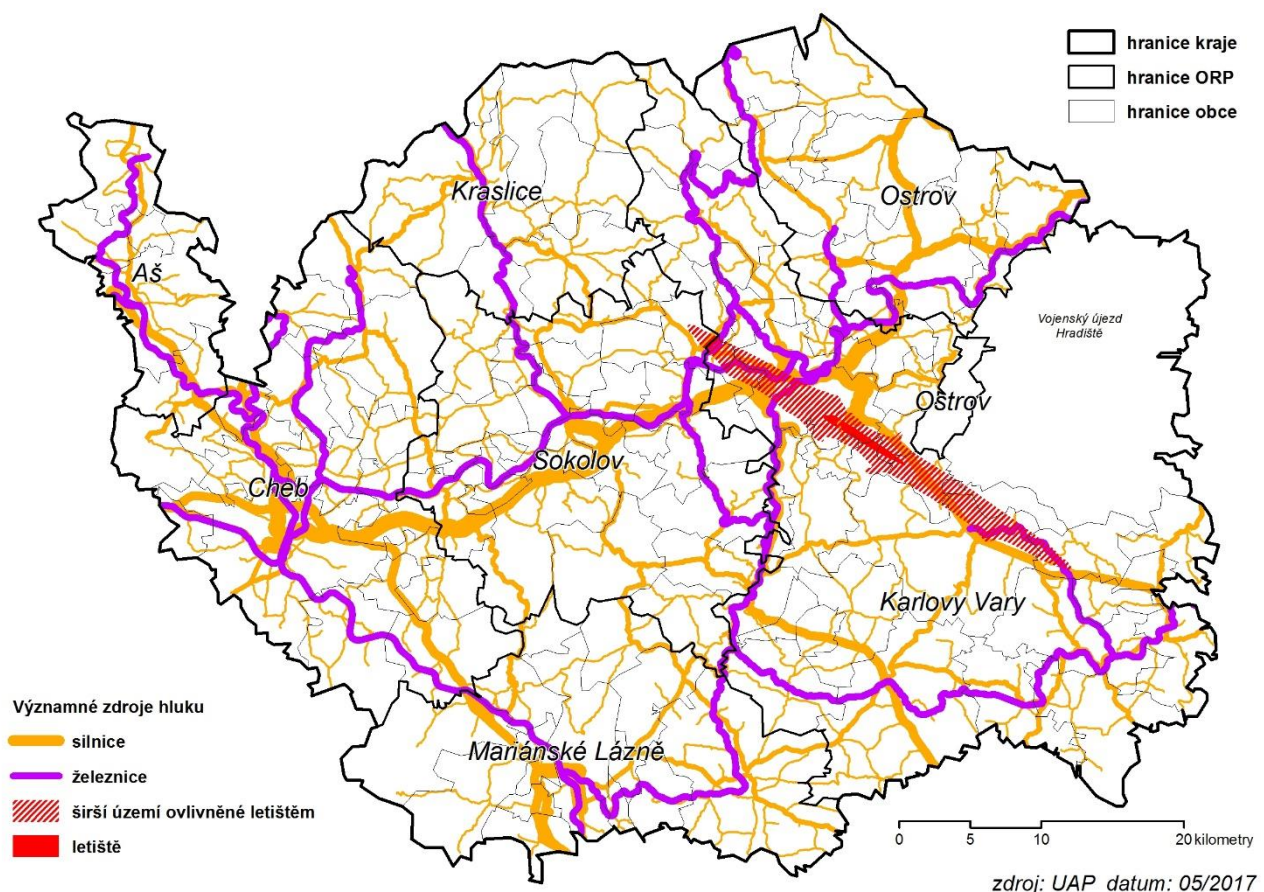 hranice kraje
hranice ORP
hranice obce
Kraslice
Ostrov
Aš
Vojenský újezd
Hradiště
Ostrov
Sokolov
Cheb
Karlovy Vary
Mariánské Lázně
Významné zdroje hluku
silnice
železnice
širší území ovlivněné letištěm
letiště
0 5 10 20 kilometry
zdroj: UAP datum: 05/2017